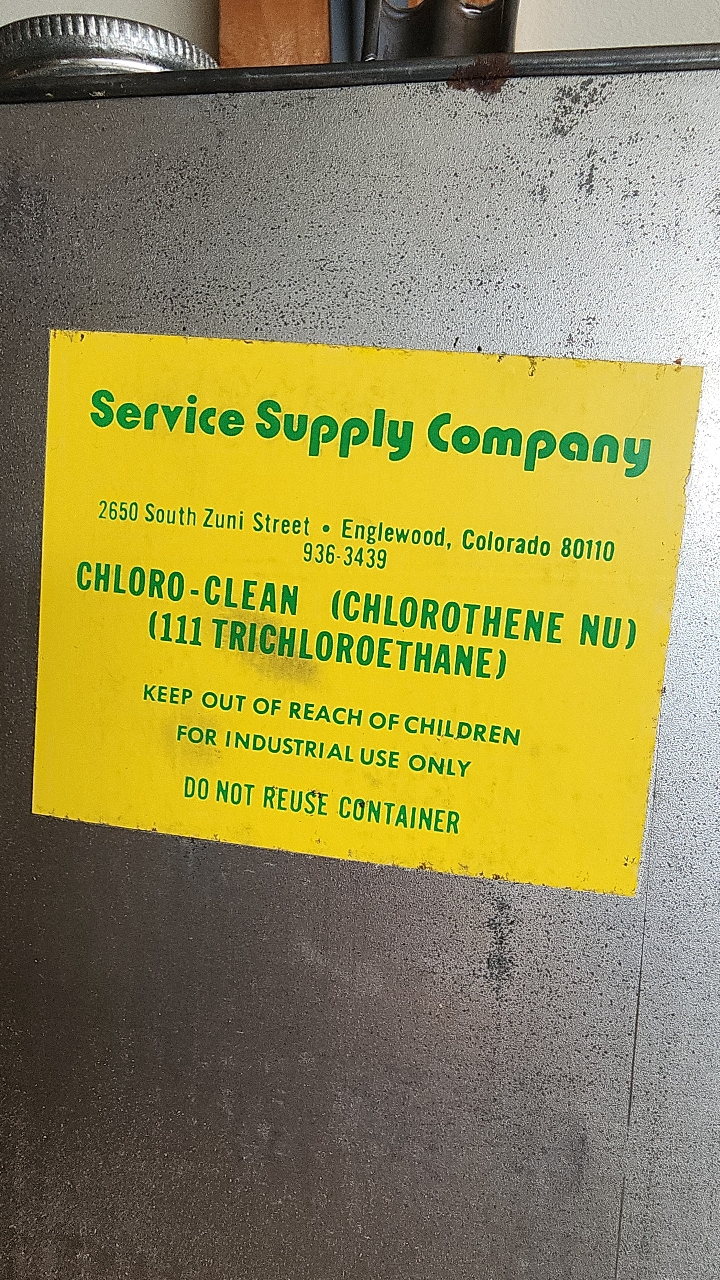 Service Supply Company
2650 South Zuni Street • Englewood, Colorado 80110
936-3439
CHLORO-CLEAN (CHLOROTHENE NU)
(111 TRICHLOROETHANE)
KEEP OUT OF REACH OF CHILDREN
FOR INDUSTRIAL USE ONLY
DO NOT REUSE CONTAINER